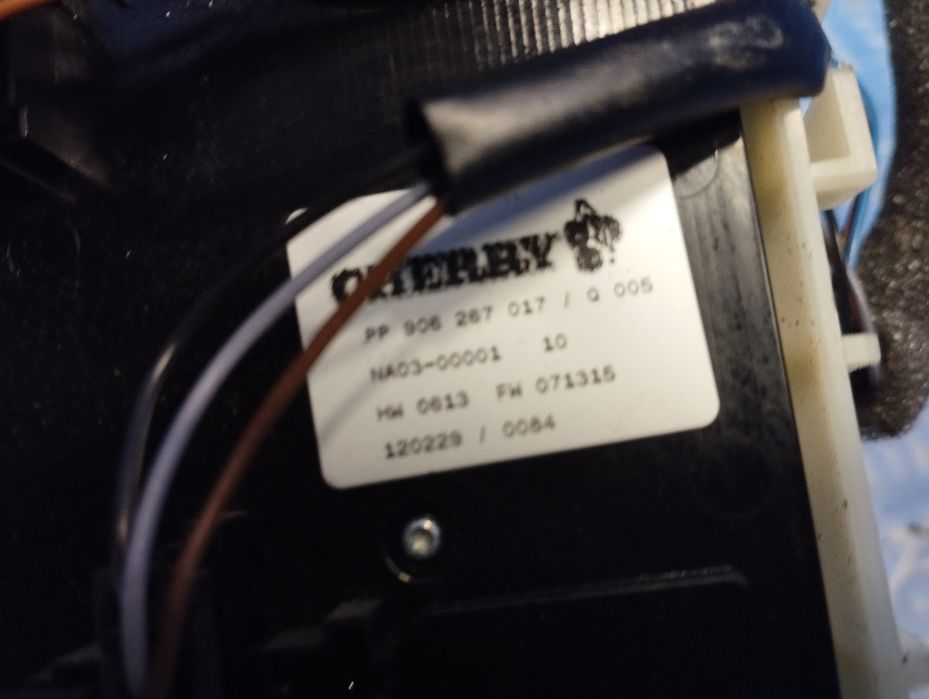 CHERRY
PP 906 267 017 / Q 005
NA03-00001 10
HW 0613 FW 071315
120229 / 0084